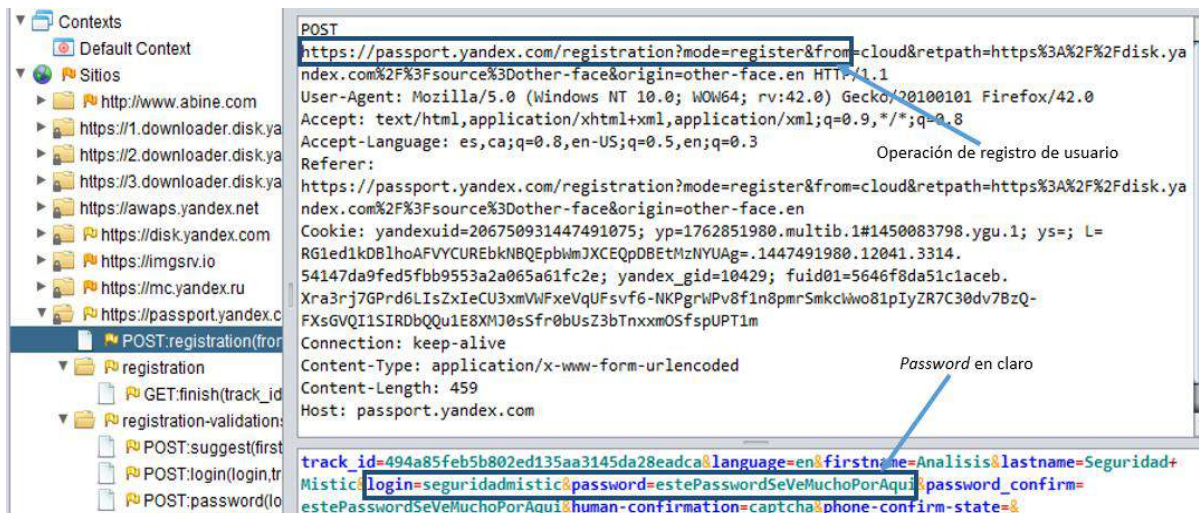 Contexts
Default Context
Sitios
http://www.abine.com
https://1.downloader.disk.ya
https://2.downloader.disk.ya
https://3.downloader.disk.ya
https://awaps.yandex.net
https://disk.yandex.com
https://imgsrv.io
https://mc.yandex.ru
https://passport.yandex.c
POST:registration(fror
registration
GET:finish(track_id
registration-validation:
POST:suggest(first
POST:login(login,tr
POST:password(lo
POST
https://passport.yandex.com/registration?mode=register&from=cloud&retpath=https%3A%2F%2Fdisk.ya
ndex.com%2F%3Fsource%3Dother-face&origin=other-face.en HTTP/1.1
User-Agent: Mozilla/5.0 (Windows NT 10.0; WOW64; rv:42.0) Gecko/20100101 Firefox/42.0
Accept: text/html,application/xhtml+xml,application/xml;q=0.9,*/*;q=0.8
Accept-Language: es,ca;q=0.8,en-US;q=0.5,en;q=0.3
Operación de registro de usuario
Referer:
https://passport.yandex.com/registration?mode=register&from=cloud&retpath=https%3A%2F%2Fdisk.ya
ndex.com%2F%3Fsource%3Dother-face&origin=other-face.en
Cookie: yandexuid=206750931447491075; yp=1762851980.multib.1#1450083798.ygu.1; ys=; L=
RG1ed1kDBlhoAFVYCUREbkNBQEpbWmJXCEQpDBEtMzNYUAg=.1447491980.12041.3314.
54147da9fed5fbb9553a2a065a61fc2e; yandex_gid=10429; fuid01=5646f8da51c1aceb.
Xra3rj7GPrd6LIsZxIeCU3xmVWFxeVqUFsvf6-NKPgrWPv8f1n8pmrSmkcWwo81pIyZR7C30dv7BzQ-
FXsGVQI1SIRDbQQu1E8XMJ0sSfr0bUsZ3bTnxxmOSfspUPT1m
Connection: keep-alive
Content-Type: application/x-www-form-urlencoded
Password en claro
Content-Length: 459
Host: passport.yandex.com
track_id=494a85feb5b802ed135aa3145da28eadca&language=en&firstname=Analisis&lastname=Seguridad+
Mistic&login=seguridadmistic&password=estePasswordSeVeMuchoPorAqui&password_confirm=
estePasswordSeVeMuchoPorAqui&human-confirmation=captcha&phone-confirm-state=&